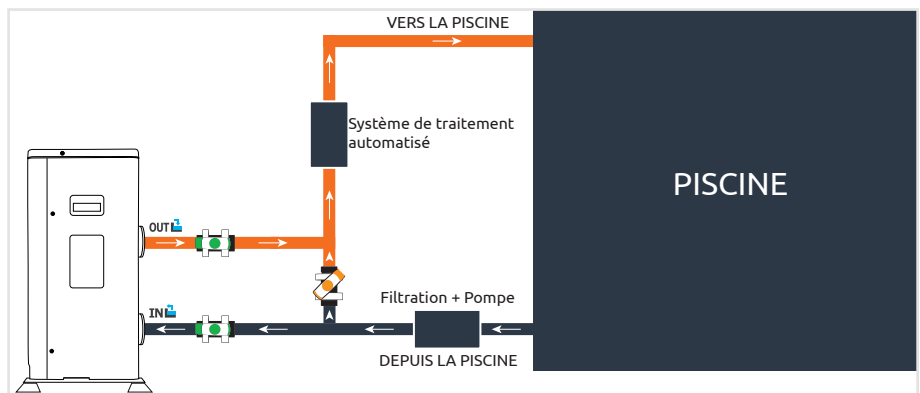 VERS LA PISCINE
Système de traitement
automatisé
PISCINE
OUT
IN
Filtration + Pompe
DEPUIS LA PISCINE